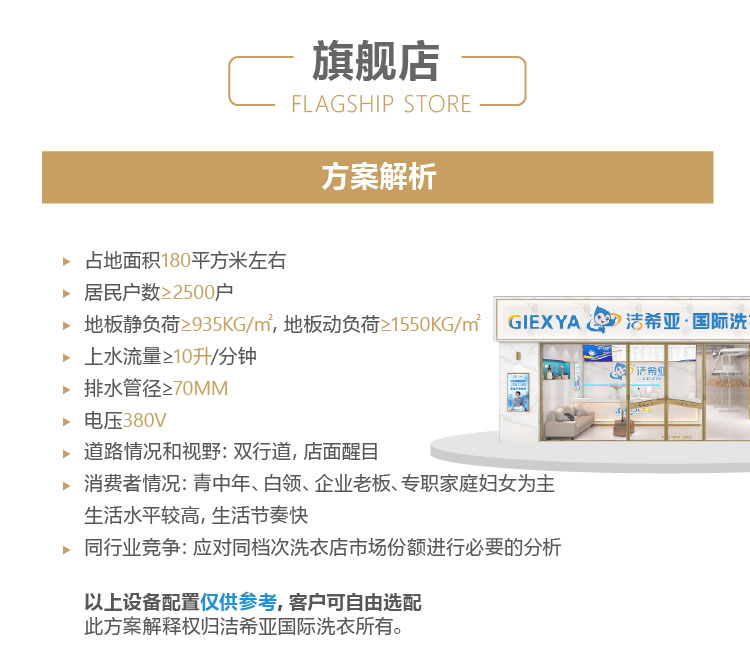 旗舰店
FLAGSHIP STORE
方案解析
占地面积180平方米左右
居民户数≥2500户
地板静负荷≥935KG/㎡, 地板动负荷≥1550KG/㎡
上水流量≥10升/分钟
排水管径≥70MM
电压380V
道路情况和视野: 双行道, 店面醒目
消费者情况: 青中年、白领、企业老板、专职家庭妇女为主
生活水平较高, 生活节奏快
同行业竞争: 应对同档次洗衣店市场份额进行必要的分析
以上设备配置仅供参考, 客户可自由选配
此方案解释权归洁希亚国际洗衣所有。
GIEXYA 洁希亚·国际洗
洁希亚
GIEXYA